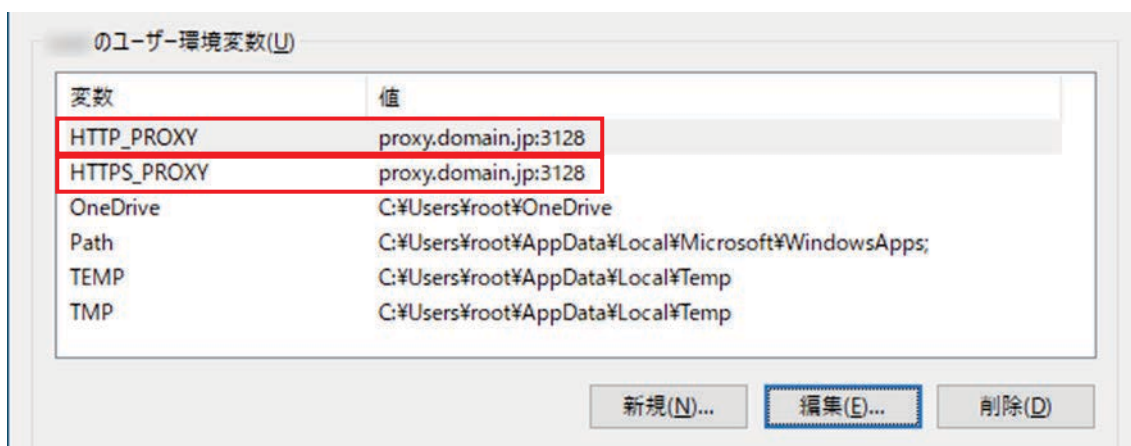 のユーザー環境変数(U)
変数 値
HTTP_PROXY proxy.domain.jp:3128
HTTPS_PROXY proxy.domain.jp:3128
OneDrive C:¥Users¥root¥OneDrive
Path C:¥Users¥root¥AppData¥Local¥Microsoft¥WindowsApps;
TEMP C:¥Users¥root¥AppData¥Local¥Temp
TMP C:¥Users¥root¥AppData¥Local¥Temp
新規(N)... 編集(E)... 削除(D)